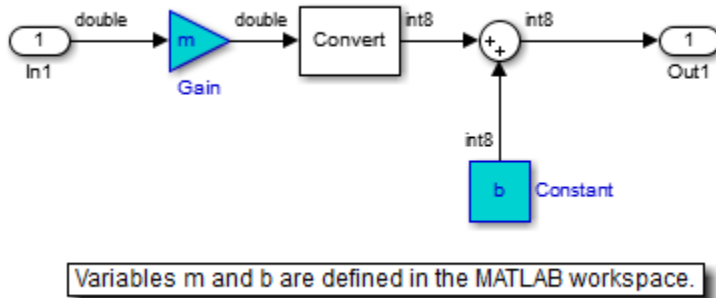 double
double
int8
int8
1
m
Convert
+
+
1
In1
Gain
Out1
int8
b
Constant
Variables m and b are defined in the MATLAB workspace.